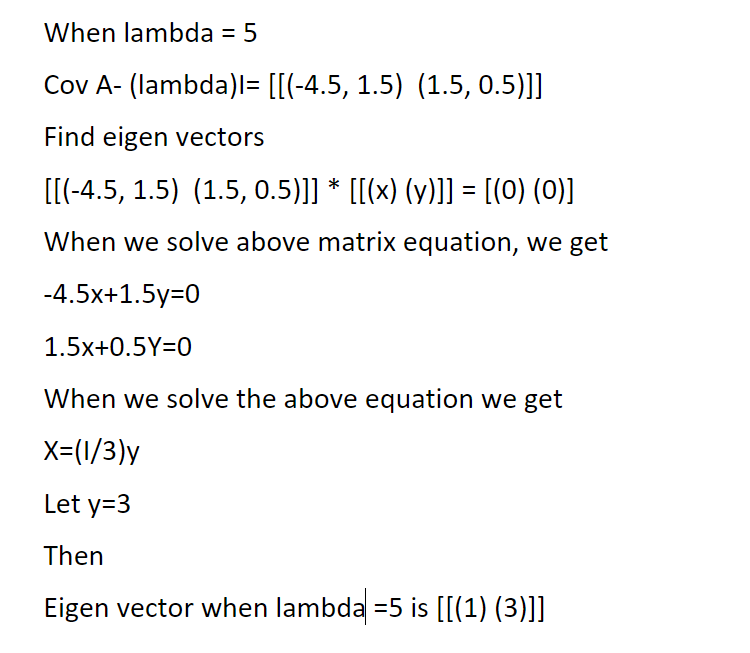 When lambda = 5
Cov A- (lambda)I= [[(-4.5, 1.5)  (1.5, 0.5)]]
Find eigen vectors
[[(-4.5, 1.5)  (1.5, 0.5)]] * [[(x) (y)]] = [(0) (0)]
When we solve above matrix equation, we get
-4.5x+1.5y=0
1.5x+0.5Y=0
When we solve the above equation we get
X=(I/3)y
Let y=3
Then
Eigen vector when lambda =5 is [[(1) (3)]]